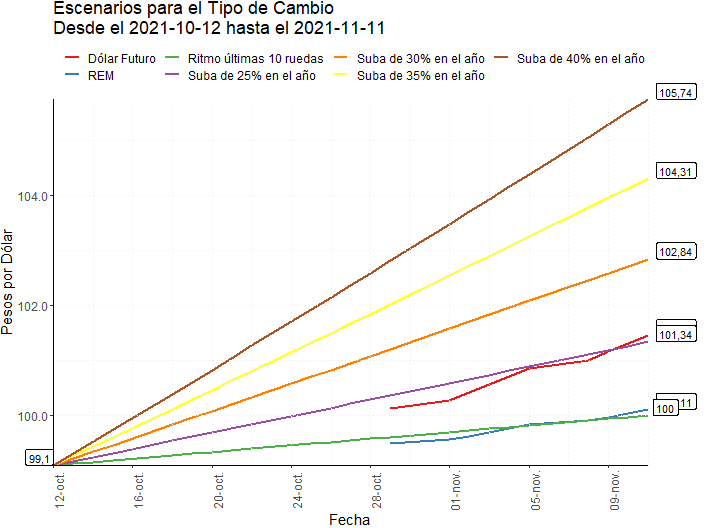 Escenarios para el Tipo de Cambio
Desde el 2021-10-12 hasta el 2021-11-11
Dólar Futuro Ritmo últimas 10 ruedas Suba de 30% en el año Suba de 40% en el año
REM Suba de 25% en el año Suba de 35% en el año
105,74
104,31
104.0
102,84
102.0
101,34
100.0
100
11
99,1
Pesos por Dólar
12-oct. 16-oct. 20-oct. 24-oct. 28-oct. 01-nov. 05-nov. 09-nov.
Fecha